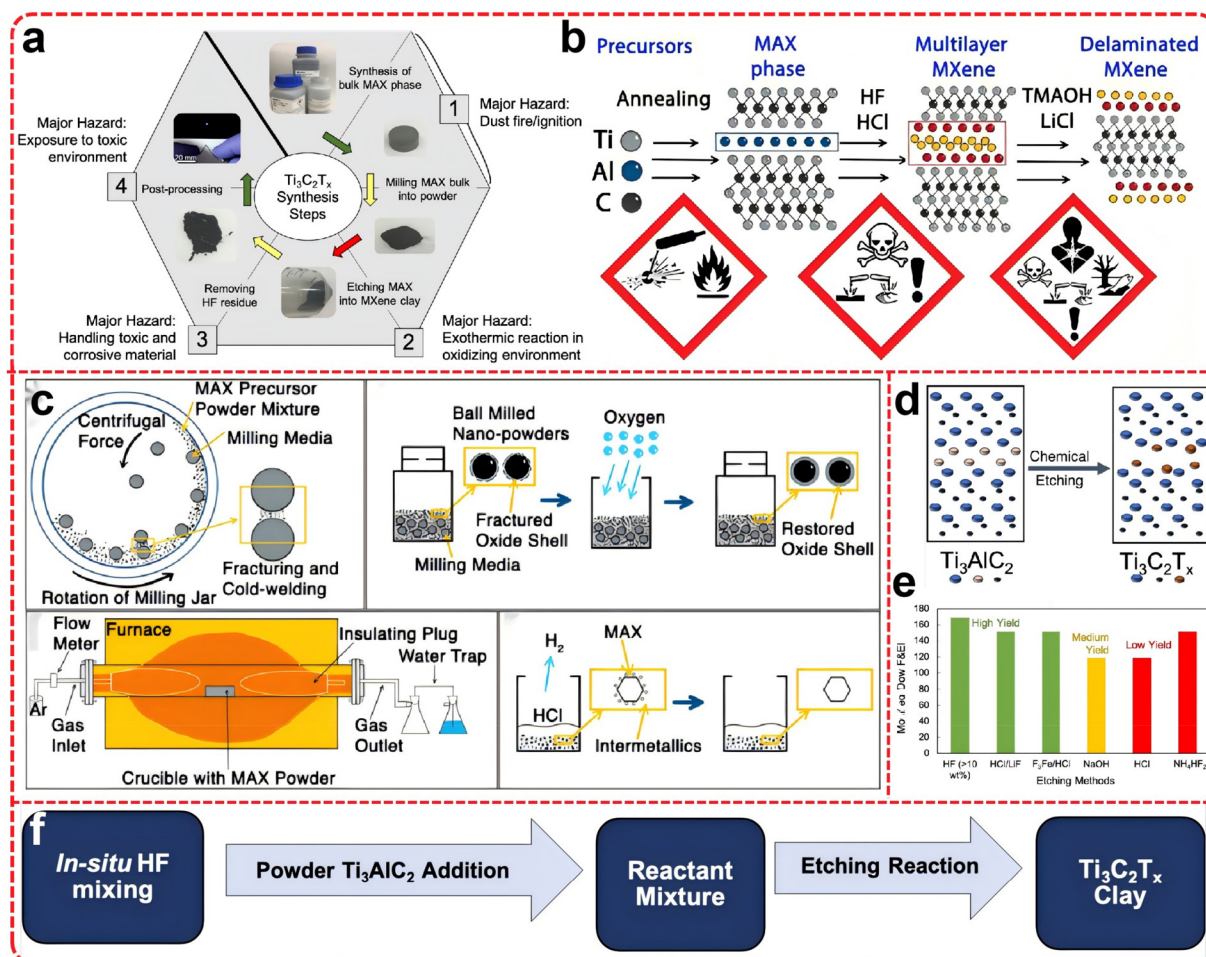 a
Synthesis of
bulk MAX phase
1
Major Hazard:
Dust fire/ignition
Major Hazard:
Exposure to toxic
environment
20 mm
4
Post-processing
Ti₃C₂Tₓ
Synthesis
Steps
Milling MAX bulk
into powder
Removing
HF residue
Etching MAX
into MXene clay
Major Hazard:
Handling toxic and
corrosive material
3
2
Major Hazard:
Exothermic reaction in
oxidizing environment
b
Precursors
MAX
phase
Multilayer
MXene
Delaminated
MXene
Annealing
HF
HCl
TMAOH
LiCl
Ti
Al
C
c
MAX Precursor
Powder Mixture
Centrifugal
Force
Milling Media
Fracturing and
Cold-welding
Rotation of Milling Jar
Ball Milled
Nano-powders
Oxygen
Fractured
Oxide Shell
Milling Media
Restored
Oxide Shell
Flow
Meter
Furnace
Insulating Plug
Water Trap
Ar
Gas
Inlet
Gas
Outlet
Crucible with MAX Powder
H₂
MAX
HCl
Intermetallics
d
Chemical
Etching
Ti₃AlC₂
Ti₃C₂Tₓ
e
180
160
140
120
100
80
60
40
20
0
High Yield
Medium
Yield
Low Yield
HF (>10
wt%)
HCl/LiF
F₃Fe/HCl
NaOH
HCl
NH₄HF₂
Etching Methods
f
In-situ HF
mixing
Powder Ti₃AlC₂ Addition
Reactant
Mixture
Etching Reaction
Ti₃C₂Tₓ
Clay